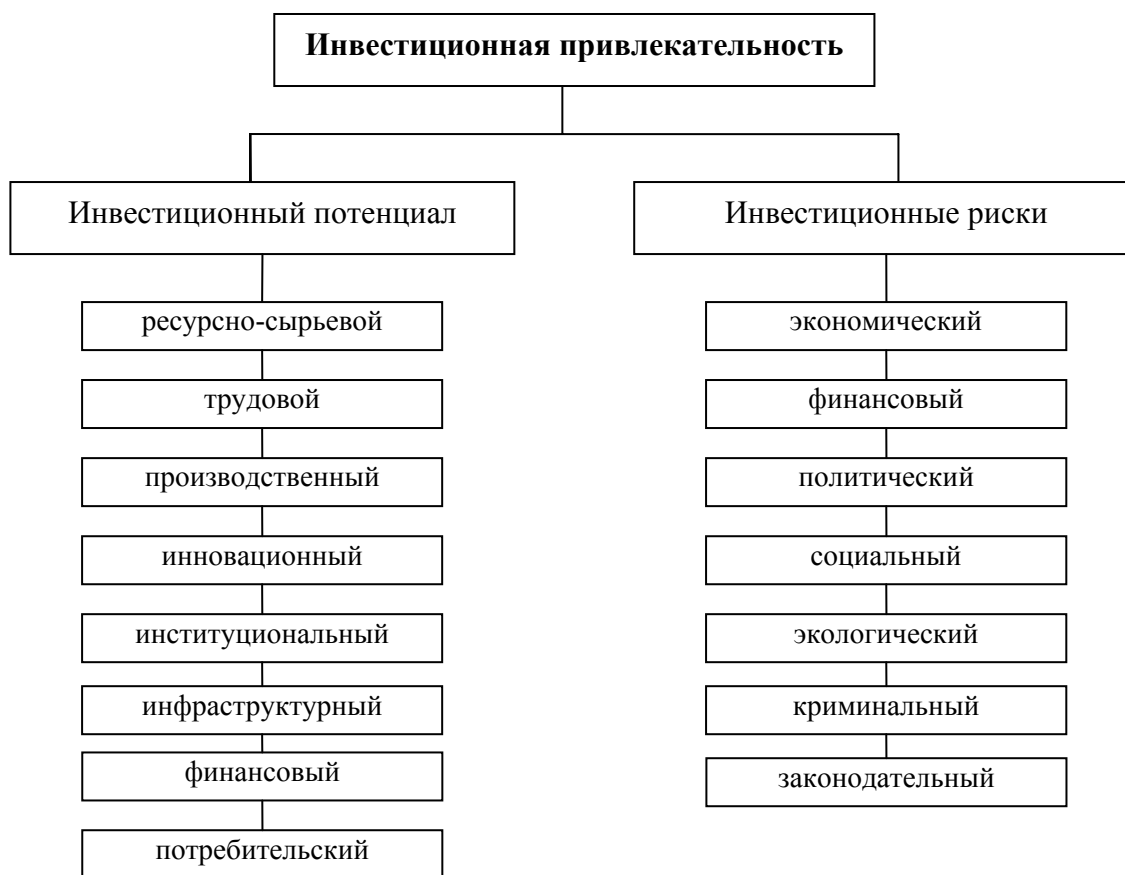 Инвестиционная привлекательность
Инвестиционный потенциал
ресурсно-сырьевой
трудовой
производственный
инновационный
институциональный
инфраструктурный
финансовый
потребительский
Инвестиционные риски
экономический
финансовый
политический
социальный
экологический
криминальный
законодательный